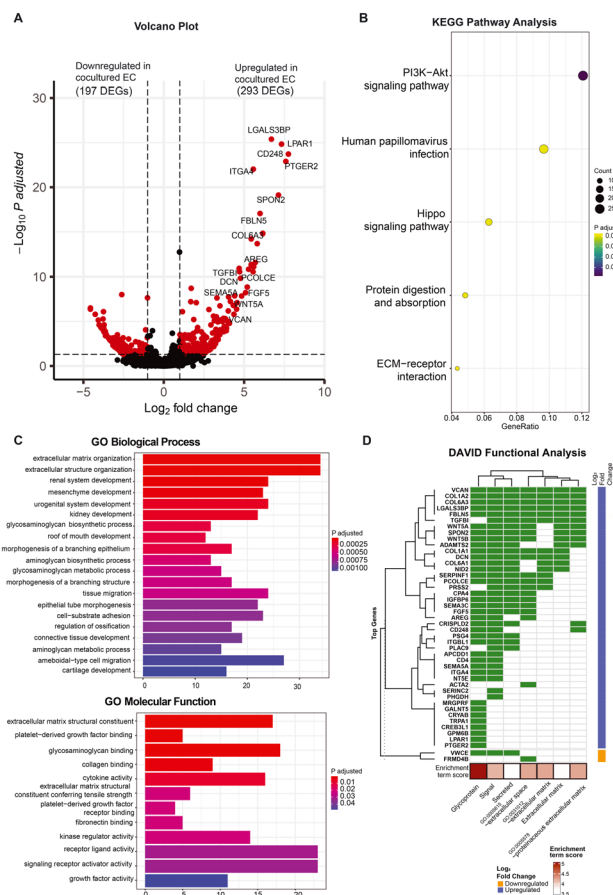 A
Volcano Plot
Downregulated in
cocultured EC
(197 DEGs)
Upregulated in
cocultured EC
(293 DEGs)
30
20
10
0
−Log10 P adjusted
LGALS3BP
LPAR1
CD248
PTGER2
ITGA4
SPON2
FBLN5
COL6A3
AREG
TGFBI
PCOLCE
DCN
SEMA5A
FGF5
WNT5A
VCAN
−5
0
5
10
Log2 fold change
B
KEGG Pathway Analysis
PI3K−Akt
signaling pathway
Human papillomavirus
infection
Hippo
signaling pathway
Protein digestion
and absorption
ECM−receptor
interaction
0.04
0.06
0.08
0.10
0.12
GeneRatio
Count
P adjus
C
GO Biological Process
extracellular matrix organization
extracellular structure organization
renal system development
mesenchyme development
urogenital system development
kidney development
glycosaminoglycan biosynthetic process
roof of mouth development
morphogenesis of a branching epithelium
aminoglycan biosynthetic process
glycosaminoglycan metabolic process
morphogenesis of a branching structure
tissue migration
epithelial tube morphogenesis
cell−substrate adhesion
regulation of ossification
connective tissue development
aminoglycan metabolic process
ameboidal−type cell migration
cartilage development
0
10
20
30
P adjusted
0.00025
0.00050
0.00075
0.00100
GO Molecular Function
extracellular matrix structural constituent
platelet−derived growth factor binding
glycosaminoglycan binding
collagen binding
cytokine activity
extracellular matrix structural
constituent conferring tensile strength
platelet−derived growth factor
receptor binding
fibronectin binding
kinase regulator activity
receptor ligand activity
signaling receptor activator activity
growth factor activity
0
5
10
15
20
P adjusted
0.01
0.02
0.03
0.04
D
DAVID Functional Analysis
Log2
Fold
Change
Top Genes
VCAN
COL1A2
COL6A3
LGALS3BP
FBLN5
TGFBI
WNT5A
SPON2
WNT5B
ADAMTS2
COL1A1
DCN
COL6A1
NID2
SERPINF1
PCOLCE
PRSS2
CPA4
IGFBP6
SEMA3C
FGF5
AREG
CRISPLD2
CD248
PSG4
ITGBL1
PLAC9
APCDD1
CD4
SEMA5A
ITGA4
NT5E
ACTA2
SERINC2
PHGDH
MRGPRF
GALNT5
CRYAB
TRPA1
CREB3L1
GPM6B
LPAR1
PTGER2
VWCE
FRMD4B
Enrichment
term score
Glycoprotein
Signal
Secreted
~extracellular space
~extracellular matrix
Extracellular matrix
~proteinaceous extracellular matrix
Log2
Fold Change
Downregulated
Upregulated
Enrichment
term score
5
4.5
4
3.5